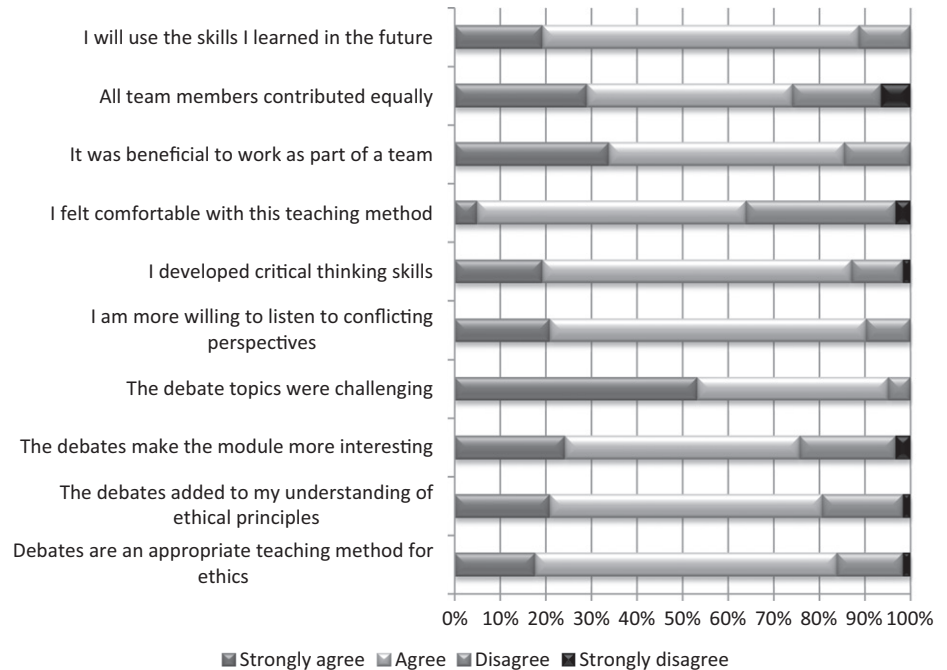 I will use the skills I learned in the future
All team members contributed equally
It was beneficial to work as part of a team
I felt comfortable with this teaching method
I developed critical thinking skills
I am more willing to listen to conflicting
perspectives
The debate topics were challenging
The debates make the module more interesting
The debates added to my understanding of
ethical principles
Debates are an appropriate teaching method for
ethics
0% 10% 20% 30% 40% 50% 60% 70% 80% 90% 100%
Strongly agree Agree Disagree Strongly disagree